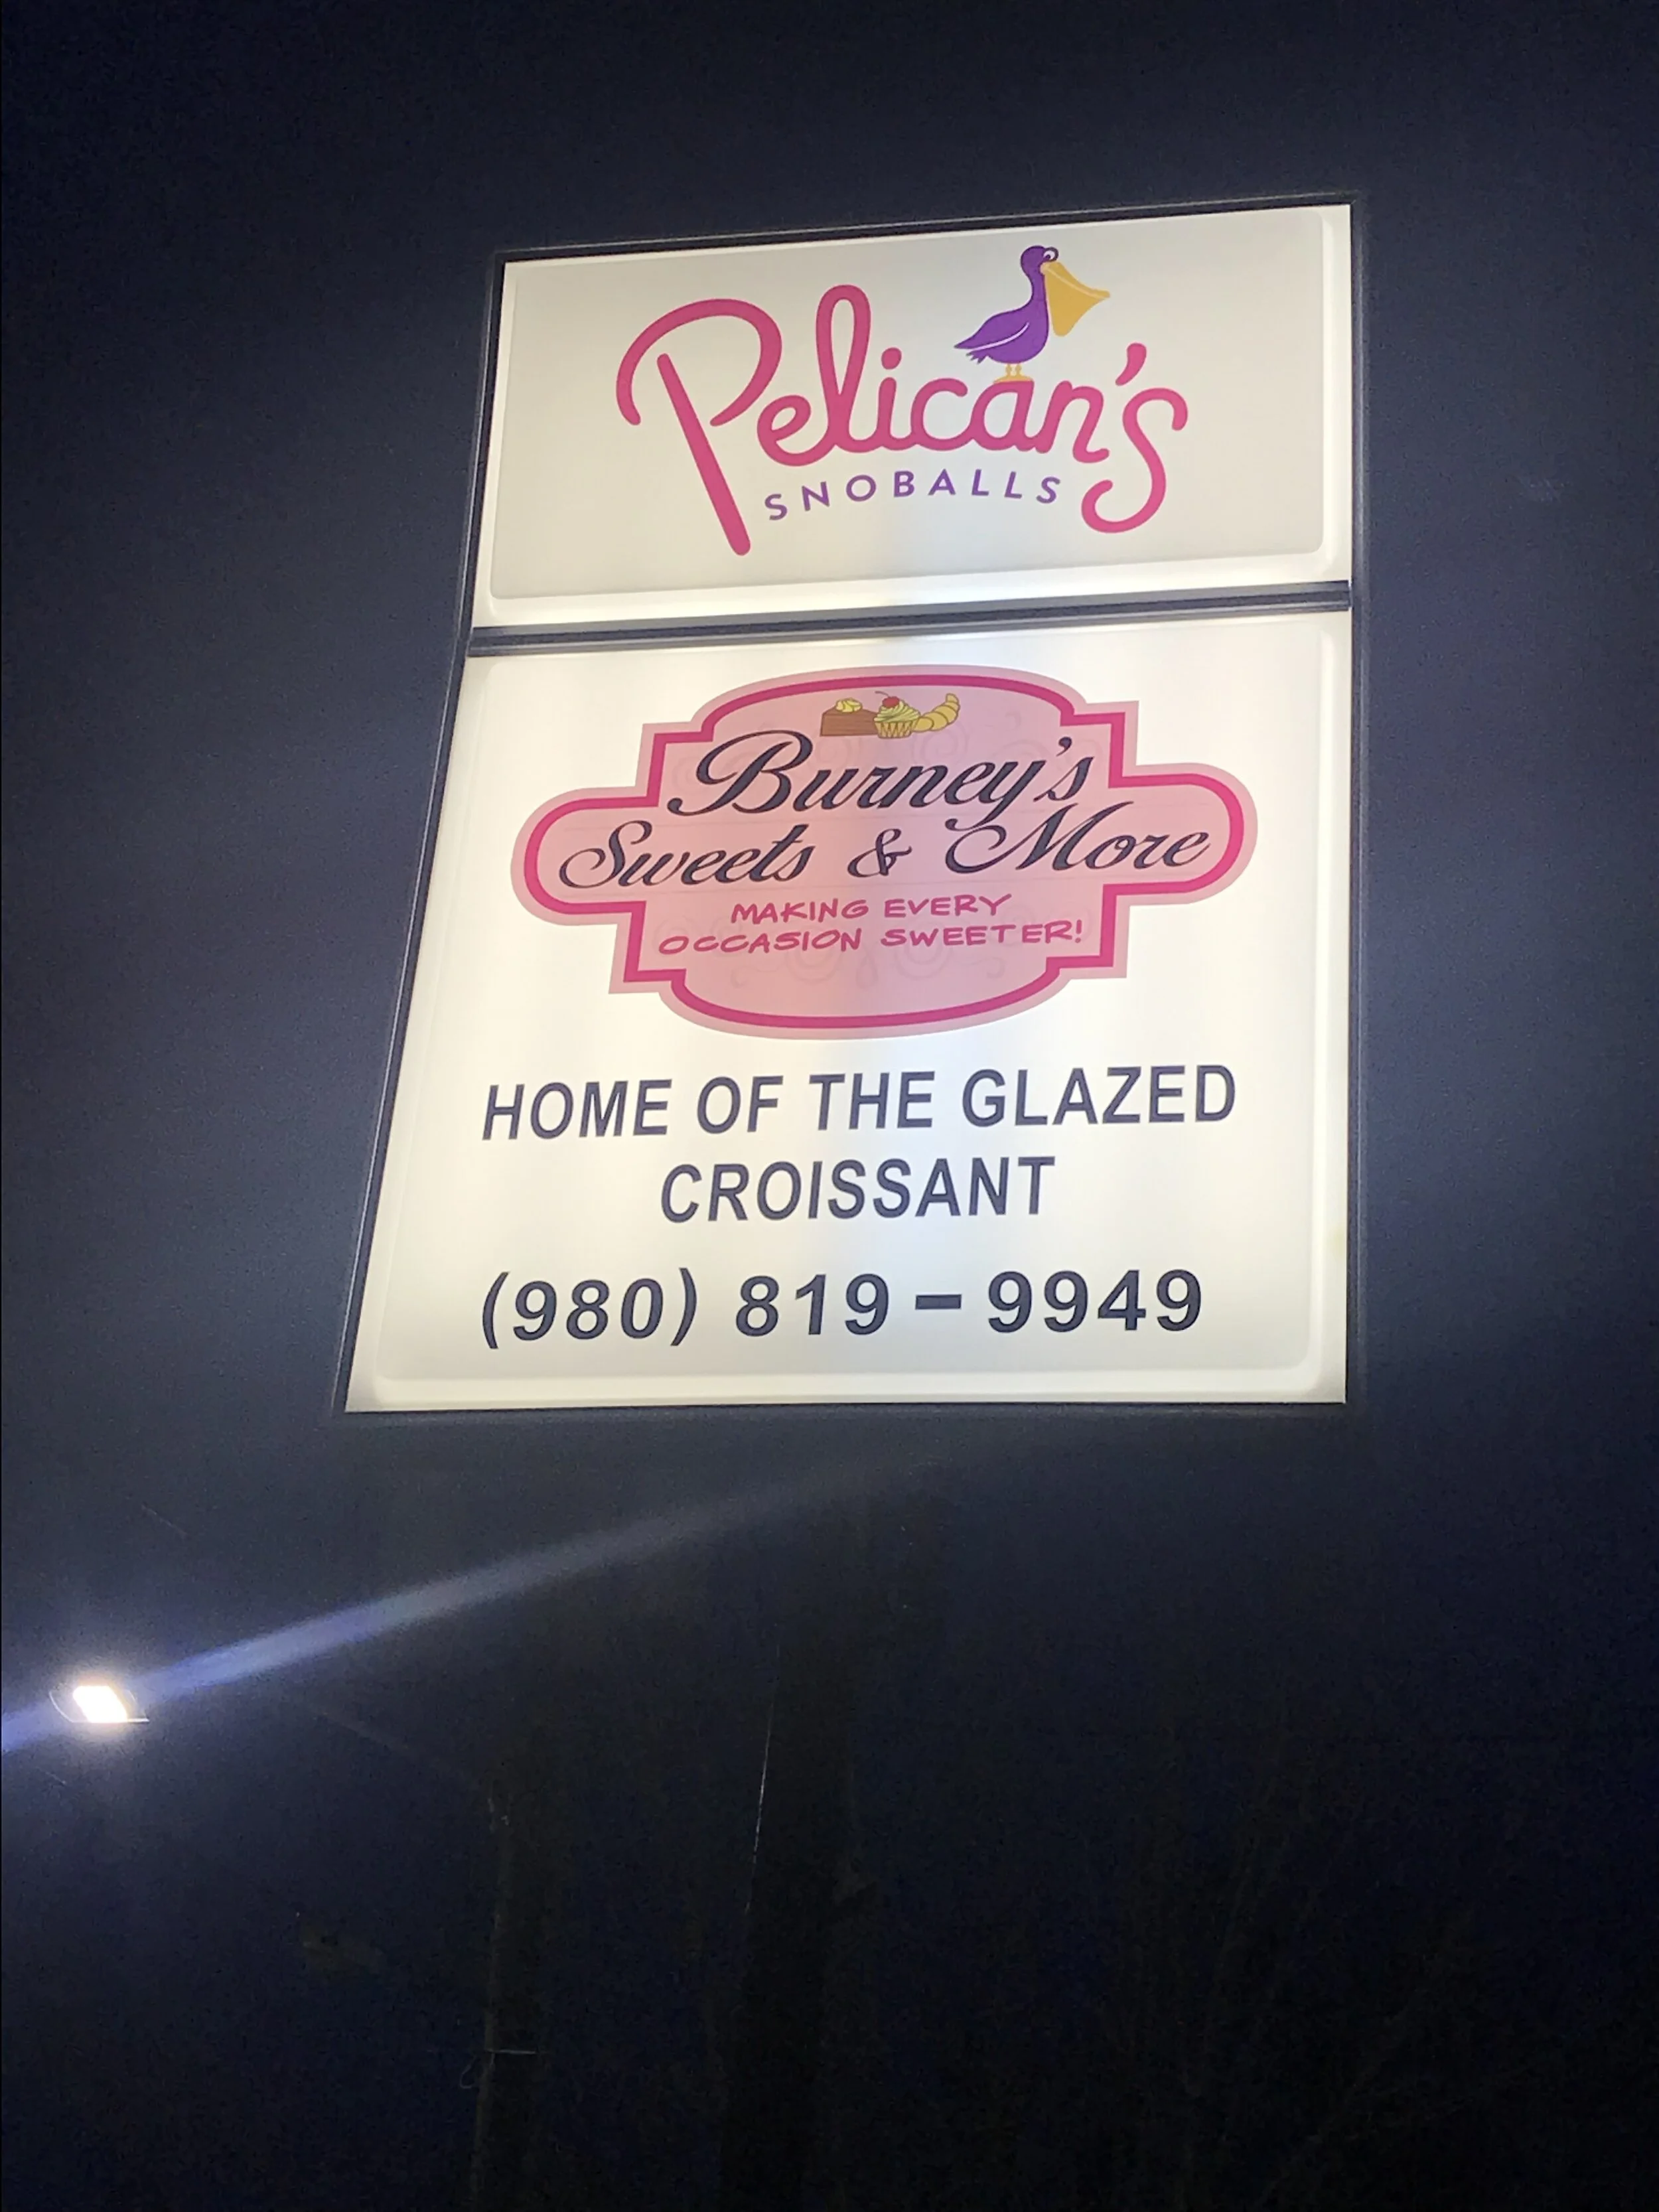 Pelican's
SNOBALLS
Burney's
Sweets & More
MAKING EVERY
OCCASION SWEETER!
HOME OF THE GLAZED
CROISSANT
(980) 819-9949